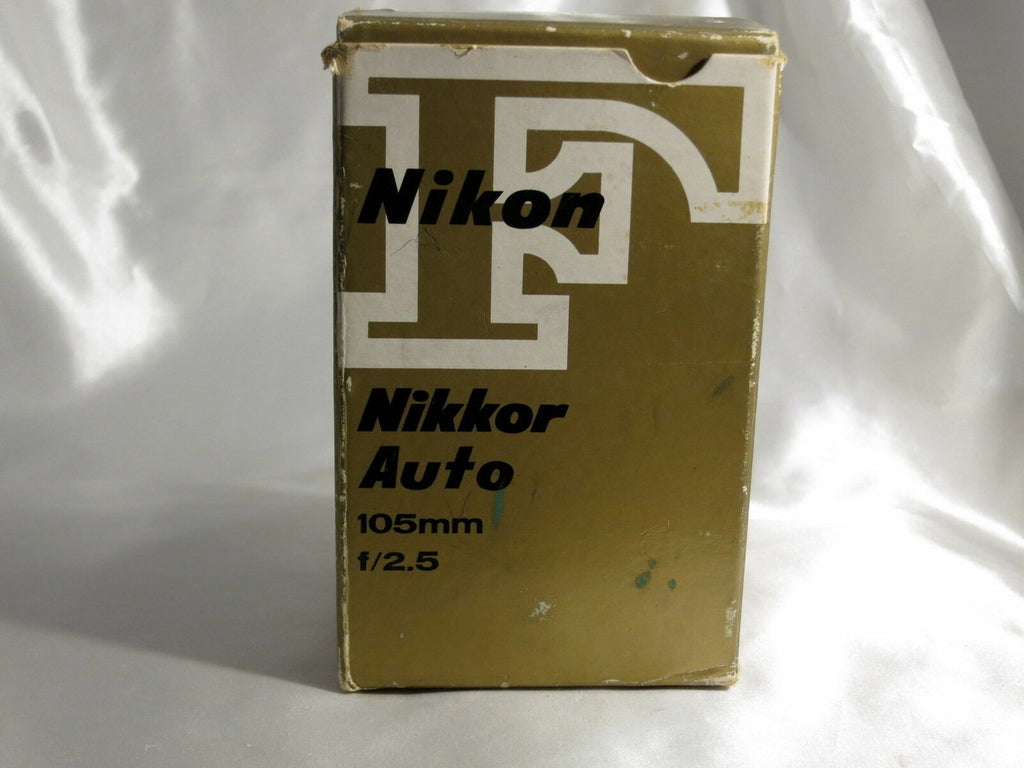 F
Nikon
Nikkor
Auto
105mm
f/2.5